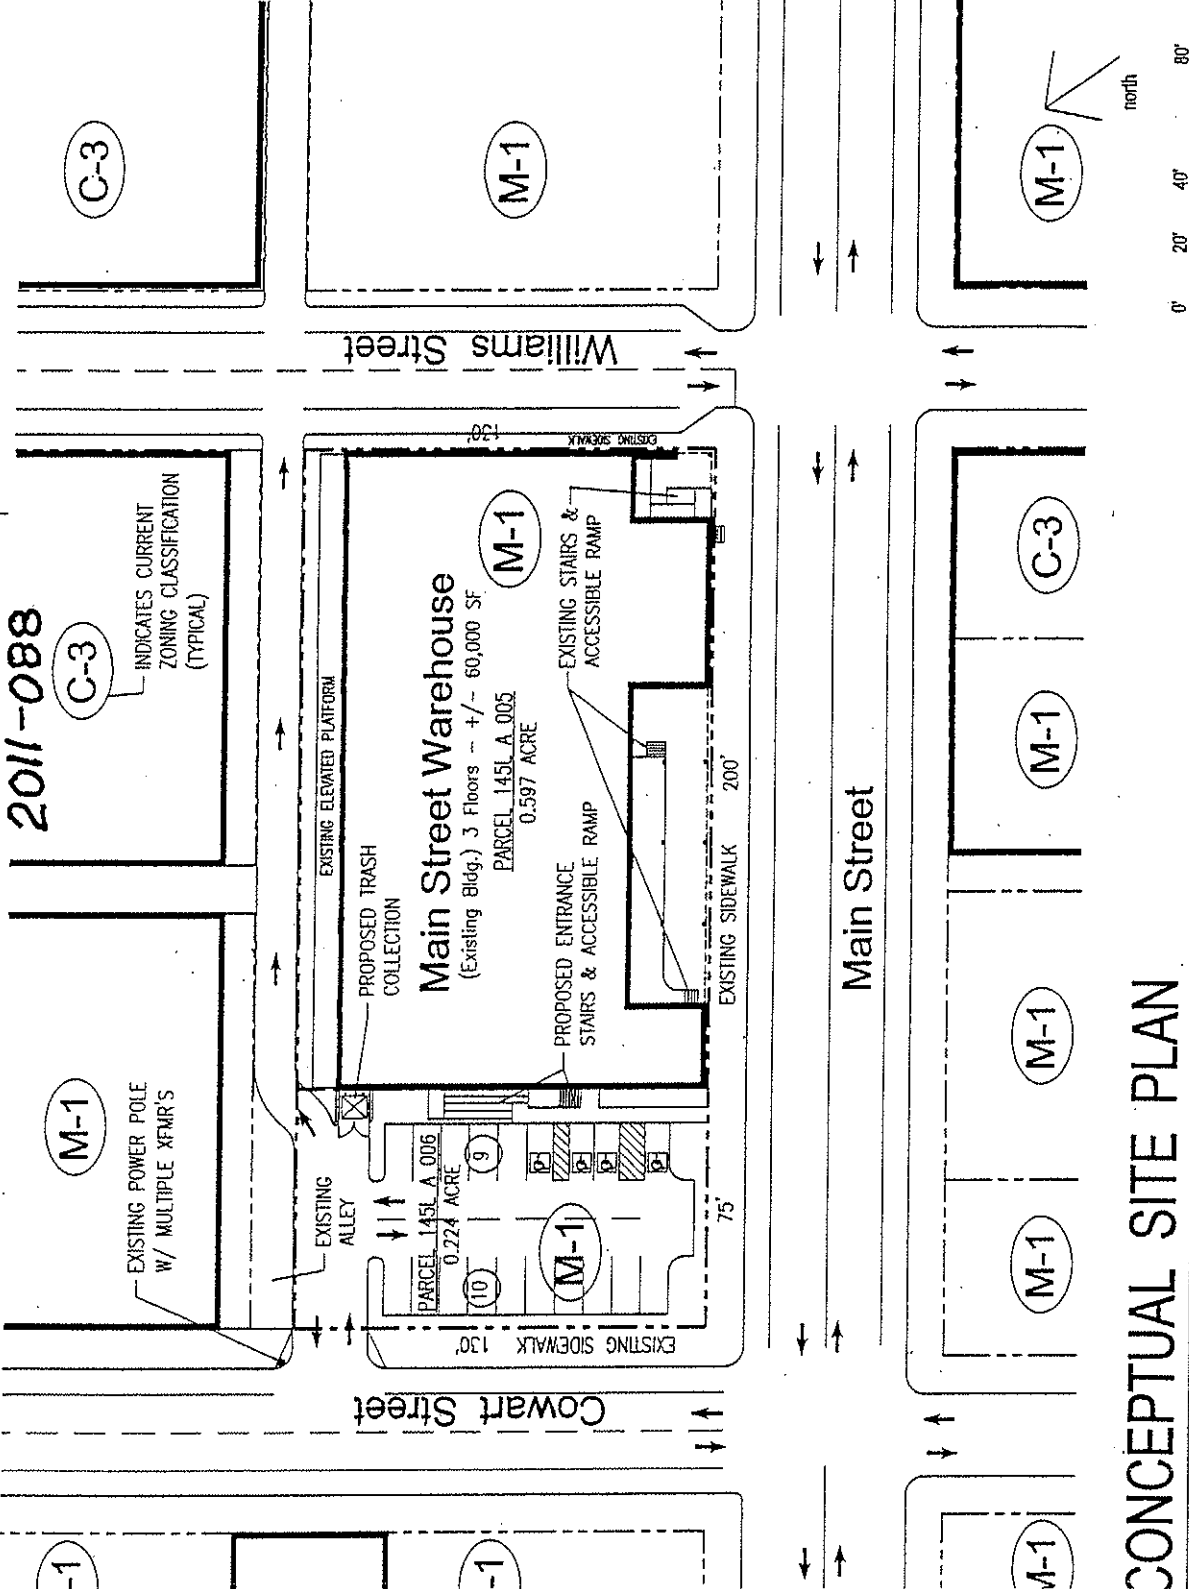 2011-088
C-3
INDICATES CURRENT
ZONING CLASSIFICATION
(TYPICAL)
C-3
M-1
EXISTING POWER POLE
W/ MULTIPLE XFMR'S
EXISTING
ALLEY
EXISTING ELEVATED PLATFORM
PROPOSED TRASH
COLLECTION
Main Street Warehouse
(Existing Bldg.) 3 Floors - +/- 60,000 SF
PARCEL 145L A 005
0.597 ACRE
M-1
M-1
PROPOSED ENTRANCE
STAIRS & ACCESSIBLE RAMP
EXISTING STAIRS &
ACCESSIBLE RAMP
PARCEL 145L A 006
0.224 ACRE
9
10
M-1
130'
EXISTING SIDEWALK
75'
EXISTING SIDEWALK
200'
130'
EXISTING SIDEWALK
Cowart Street
Williams Street
Main Street
-1
-1
M-1
M-1
M-1
M-1
C-3
M-1
north
CONCEPTUAL SITE PLAN
0'
20'
40'
80'